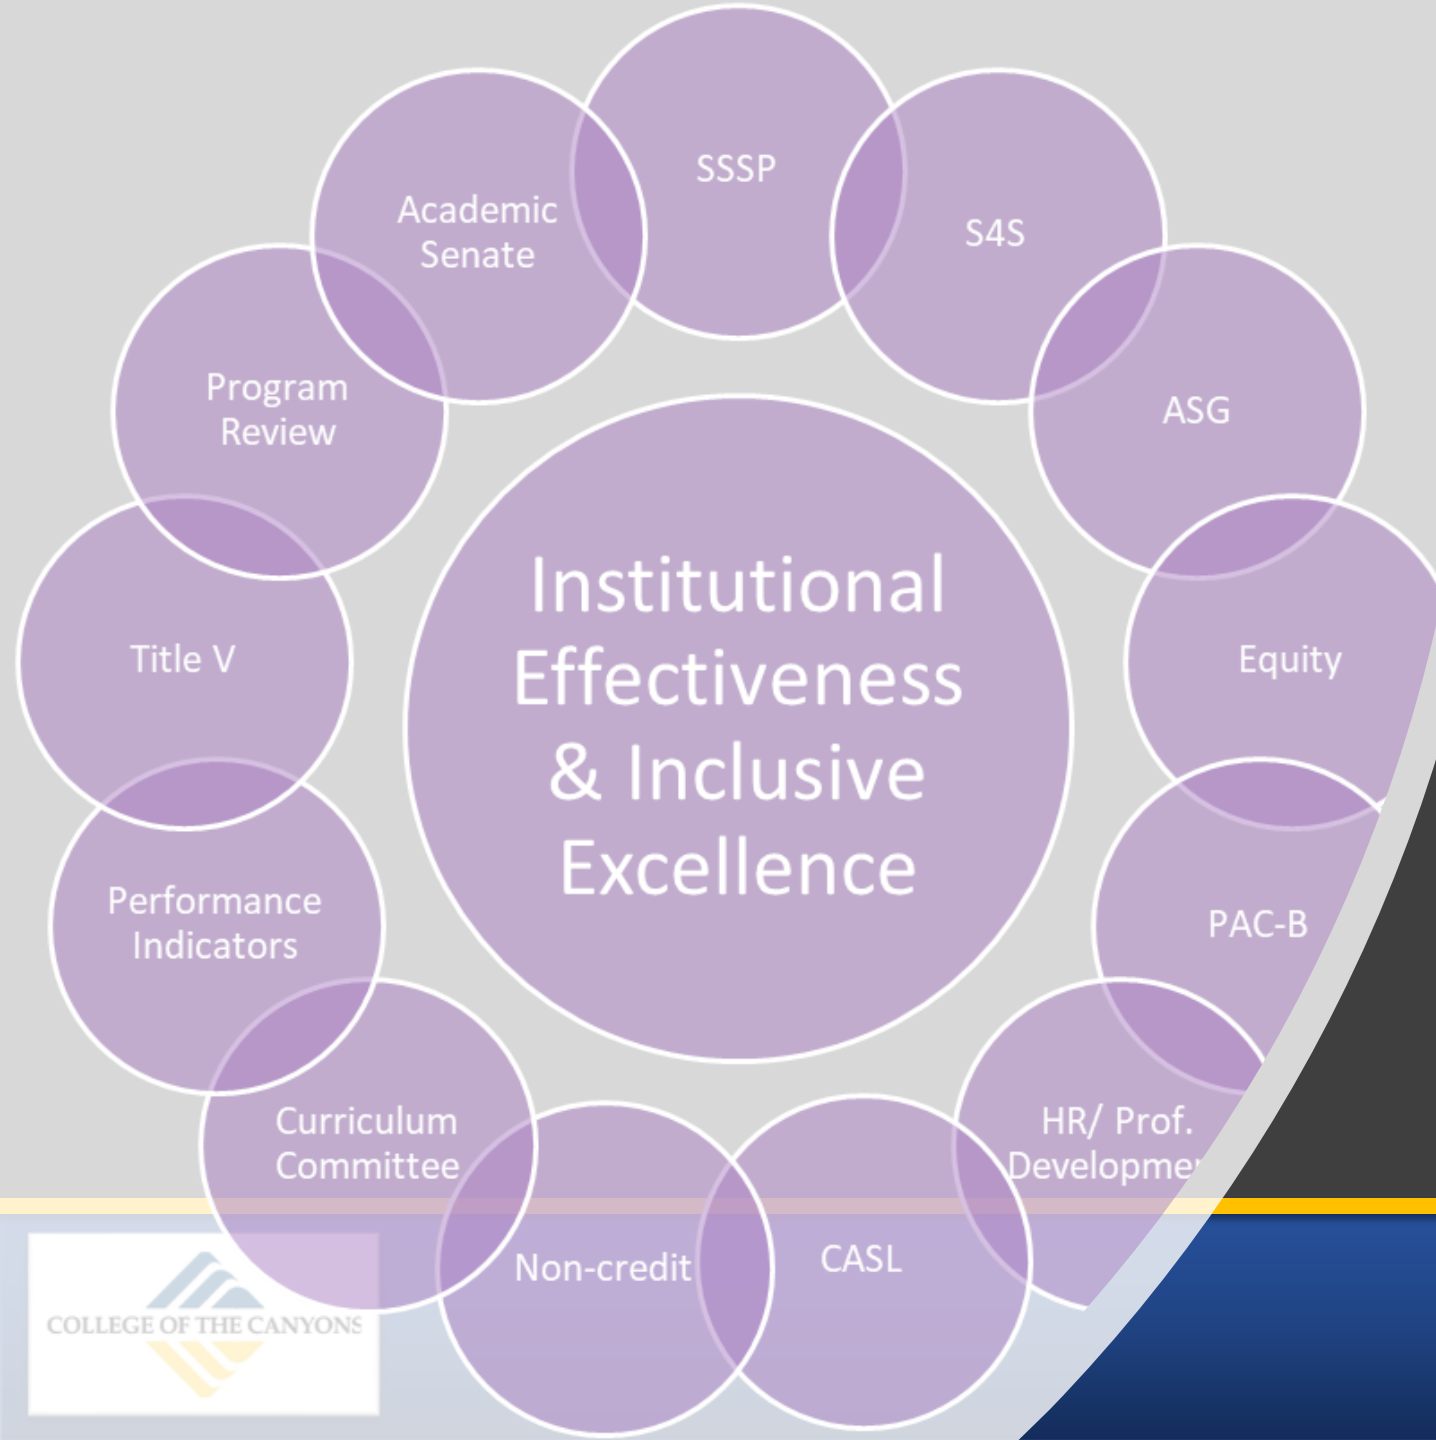 SSSP
S4S
ASG
Equity
PAC-B
HR/ Prof.
CASL
Non-credit
Curriculum
Committee
Performance
Indicators
Title V
Program
Review
Academic
Senate
Institutional
Effectiveness
& Inclusive
Excellence
COLLEGE OF THE CANYONS